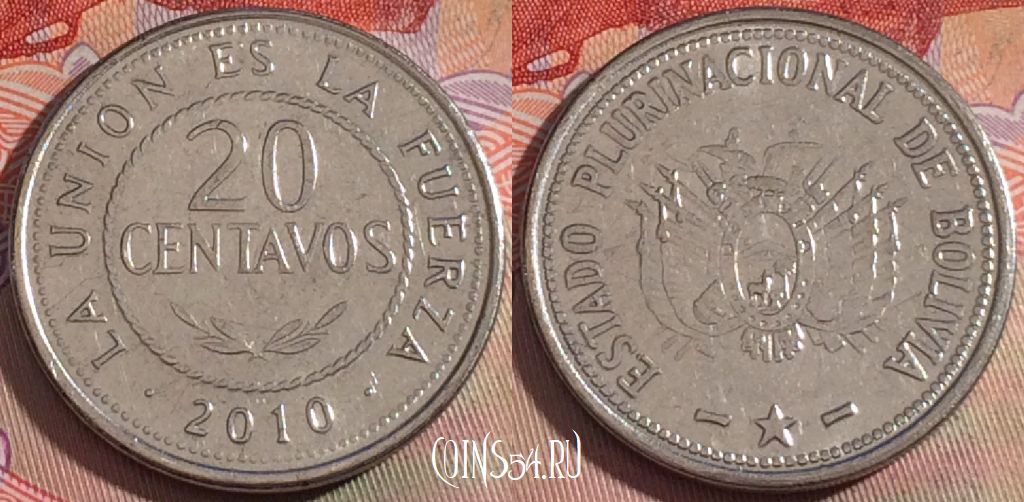 LA UNION ES LA FUERZA
20
CENTAVOS
2010
ESTADO PLURINACIONAL DE BOLIVIA
COINS54.RU